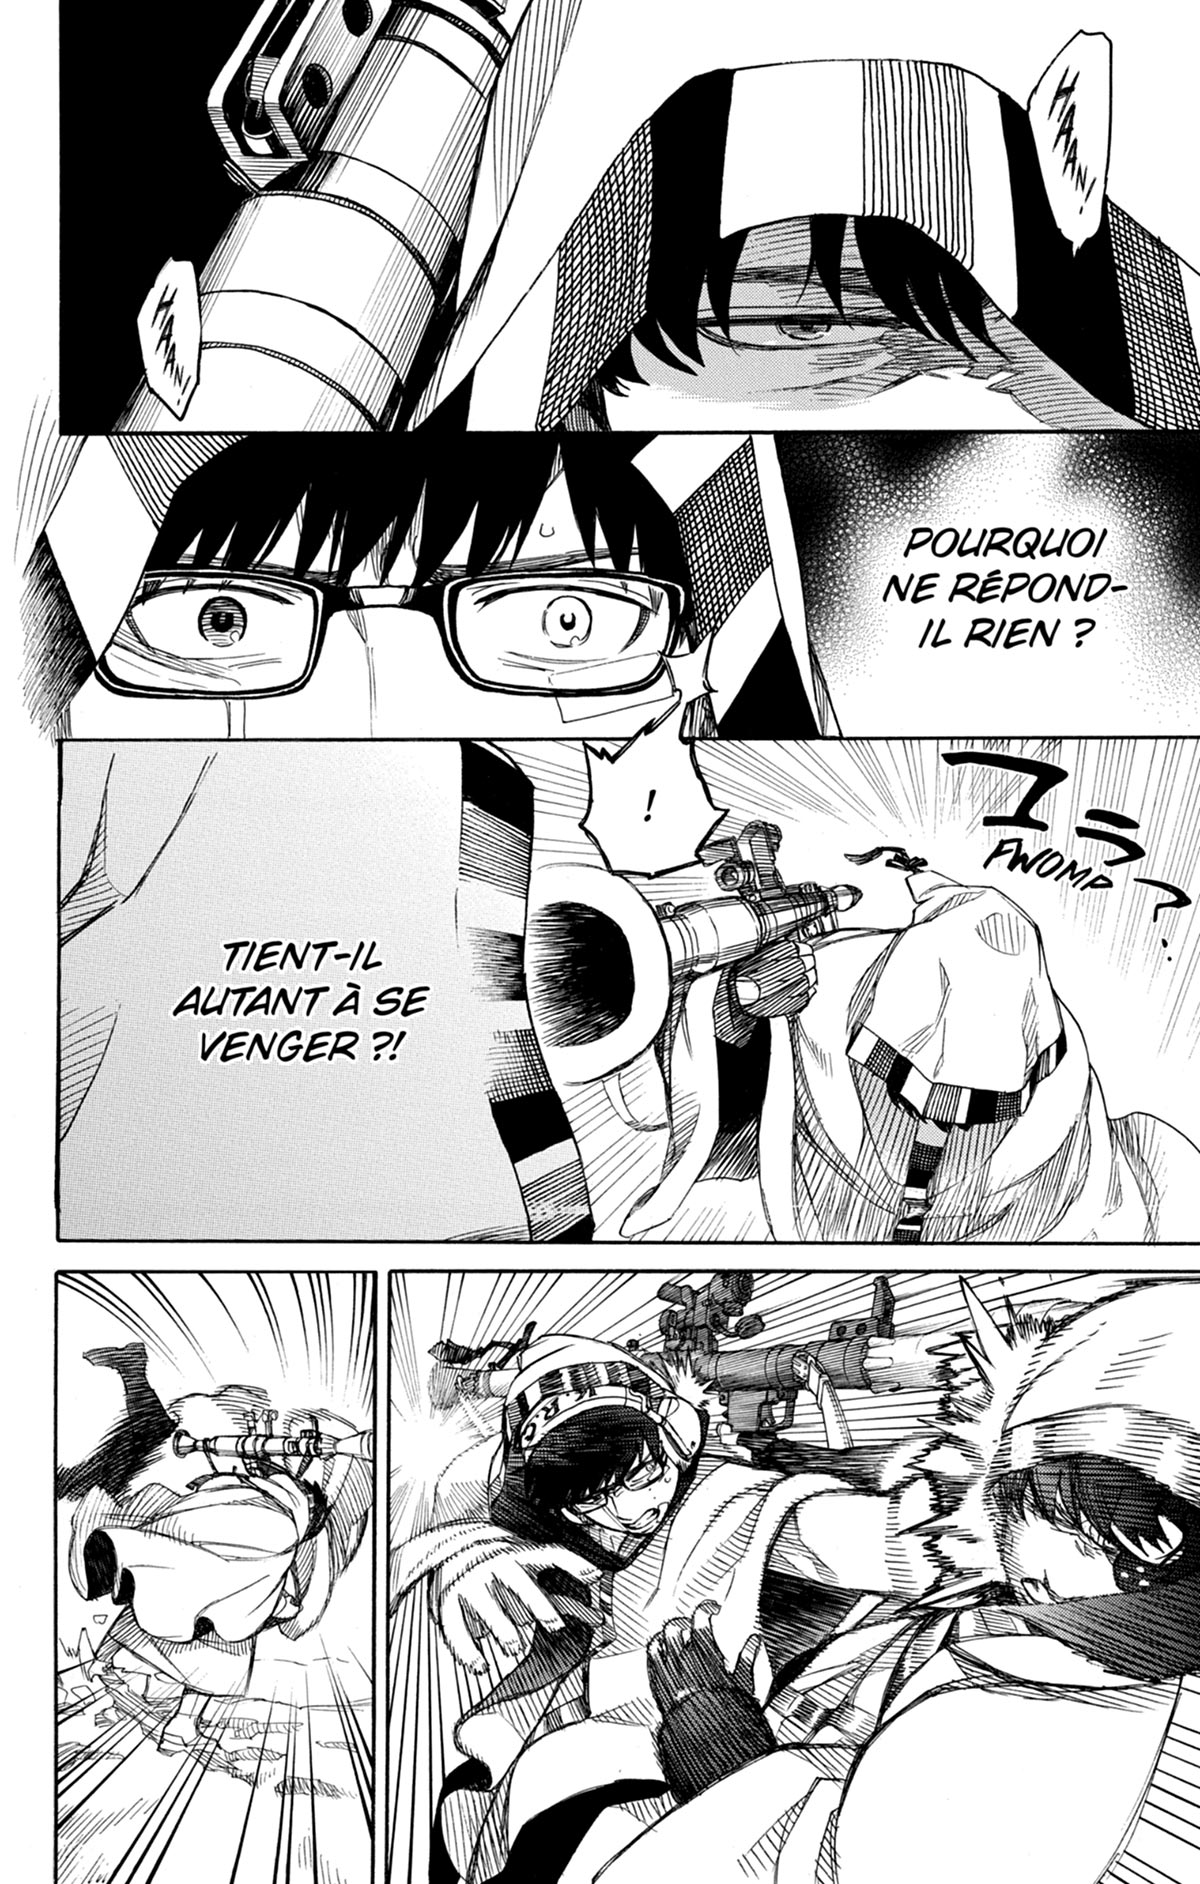 HAAN!
HAAN!
POURQUOI
NE RÉPOND-
IL RIEN ?
!
ユラ
FWOMP
TIENT-IL
AUTANT À SE
VENGER ?!